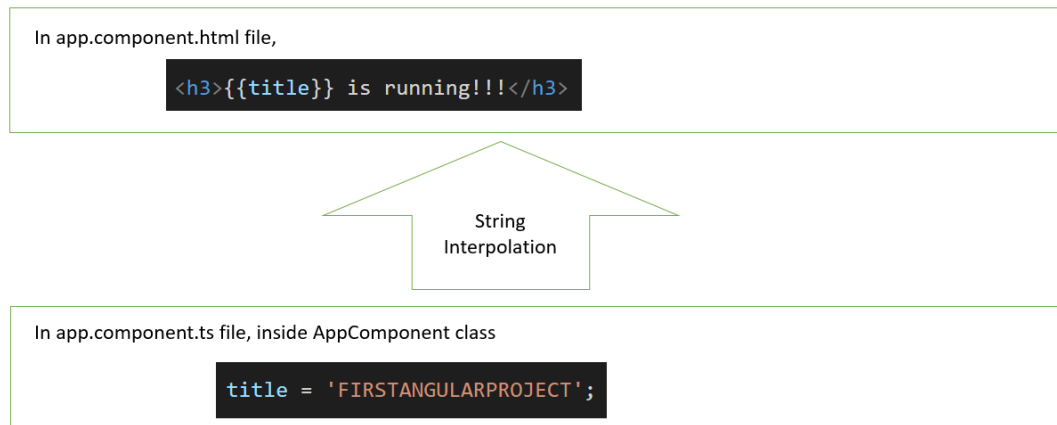 In app.component.html file,
<h3>{{title}} is running!!!</h3>
String
Interpolation
In app.component.ts file, inside AppComponent class
title = 'FIRSTANGULARPROJECT';